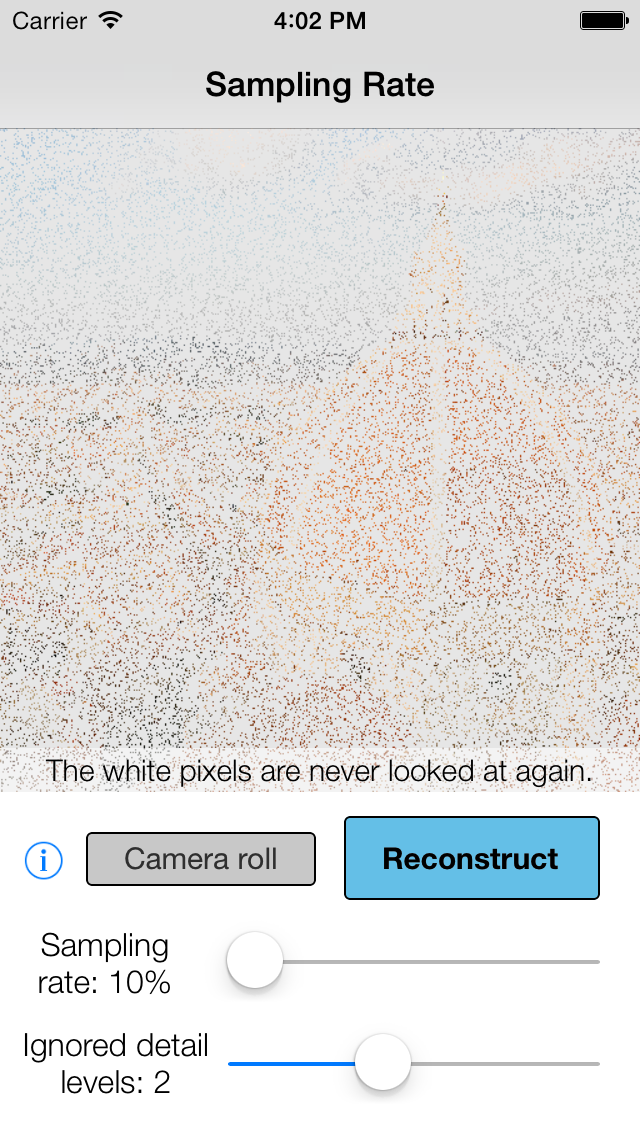 Carrier 4:02 PM
Sampling Rate
The white pixels are never looked at again.
i Camera roll Reconstruct
Sampling
rate: 10%
Ignored detail
levels: 2